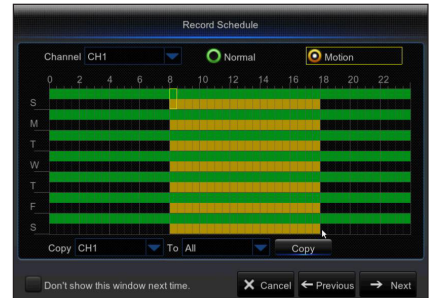 Record Schedule
Channel CH1 Normal Motion
0 2 4 6 8 10 12 14 16 18 20 22
S
M
T
W
T
F
S
Copy CH1 To All Copy
Don't show this window next time. X Cancel ← Previous → Next